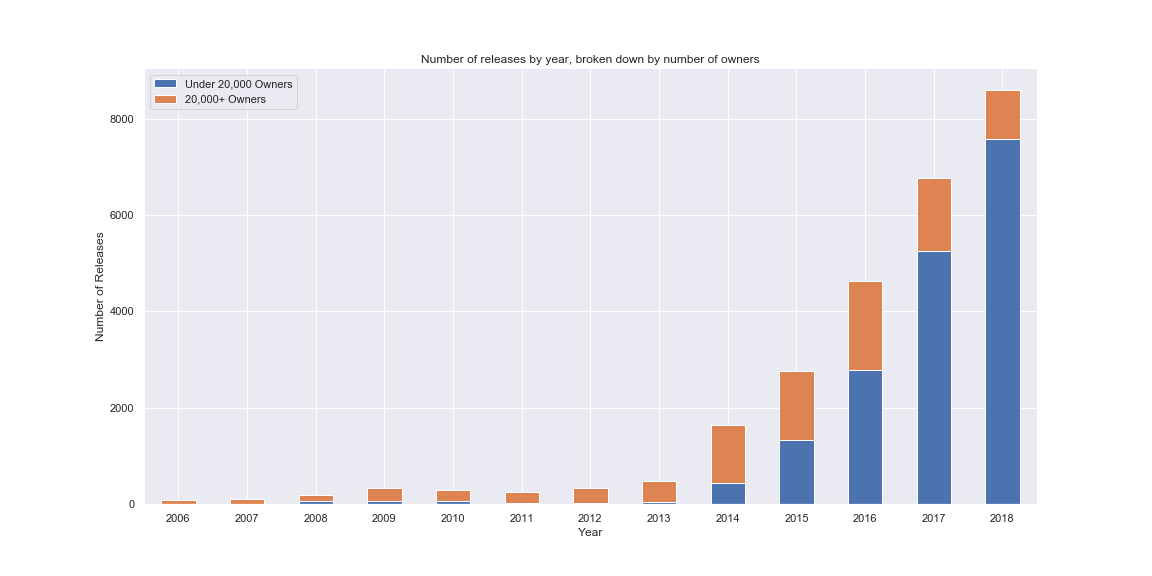 Number of releases by year, broken down by number of owners
Under 20,000 Owners
20,000+ Owners
Number of Releases
8000
6000
4000
2000
0
2006 2007 2008 2009 2010 2011 2012 2013 2014 2015 2016 2017 2018
Year